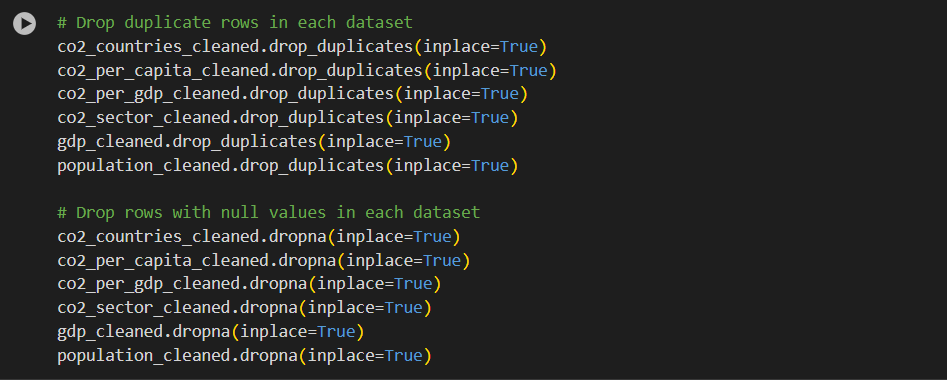 # Drop duplicate rows in each dataset
co2_countries_cleaned.drop_duplicates(inplace=True)
co2_per_capita_cleaned.drop_duplicates(inplace=True)
co2_per_gdp_cleaned.drop_duplicates(inplace=True)
co2_sector_cleaned.drop_duplicates(inplace=True)
gdp_cleaned.drop_duplicates(inplace=True)
population_cleaned.drop_duplicates(inplace=True)
# Drop rows with null values in each dataset
co2_countries_cleaned.dropna(inplace=True)
co2_per_capita_cleaned.dropna(inplace=True)
co2_per_gdp_cleaned.dropna(inplace=True)
co2_sector_cleaned.dropna(inplace=True)
gdp_cleaned.dropna(inplace=True)
population_cleaned.dropna(inplace=True)